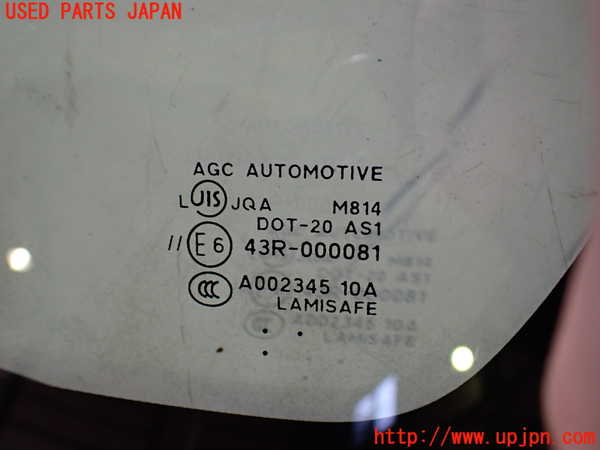 USED PARTS JAPAN
AGC AUTOMOTIVE
L JIS JQA M814
DOT-20 AS1
// E6 43R-000081
CCC A002345 10A
LAMISAFE
http://www.upjpn.com/